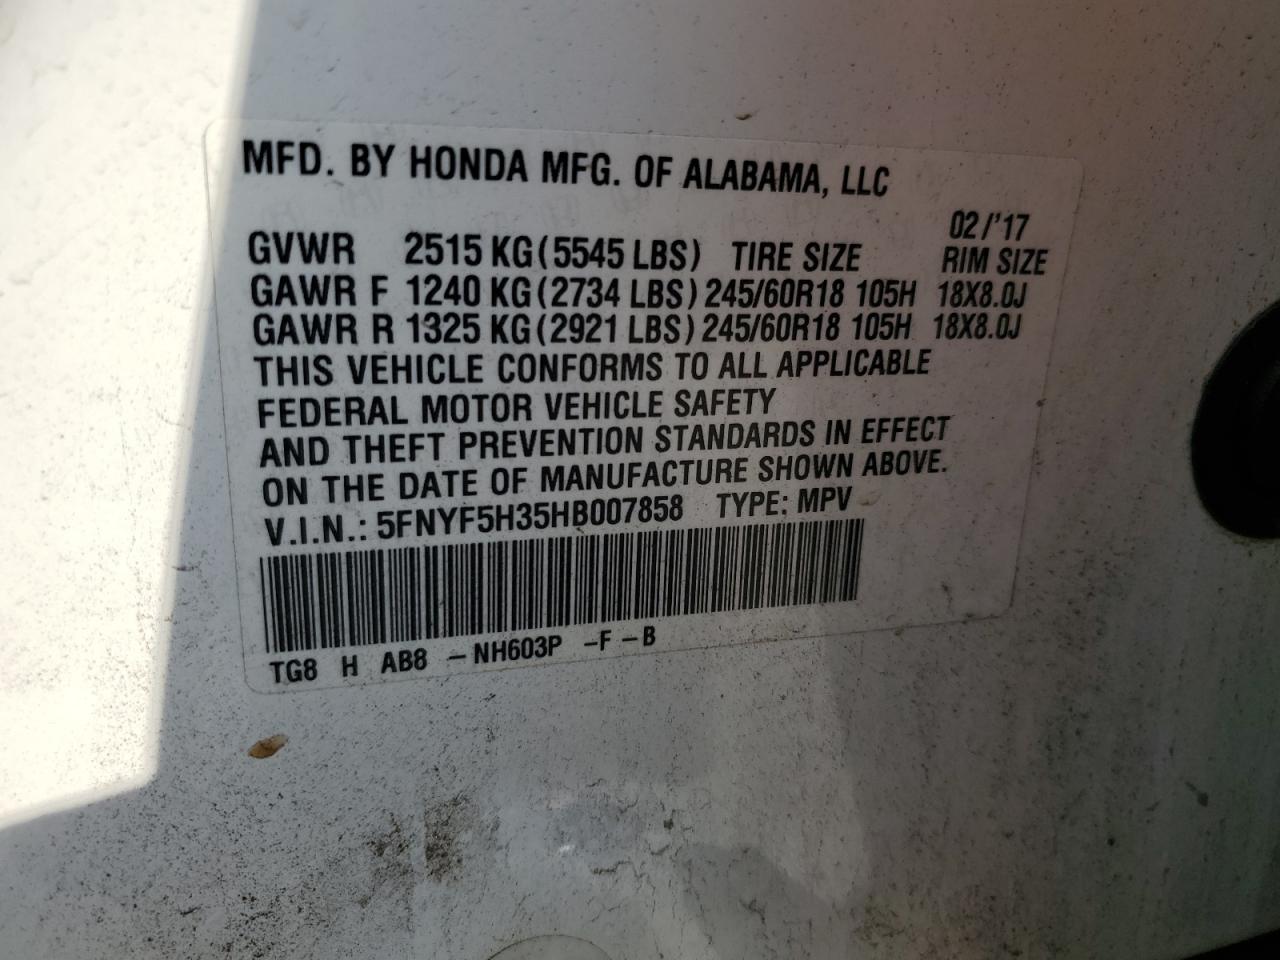 MFD. BY HONDA MFG. OF ALABAMA, LLC
02/'17
GVWR 2515 KG(5545 LBS) TIRE SIZE RIM SIZE
GAWR F 1240 KG(2734 LBS) 245/60R18 105H 18X8.0J
GAWR R 1325 KG(2921 LBS) 245/60R18 105H 18X8.0J
THIS VEHICLE CONFORMS TO ALL APPLICABLE
FEDERAL MOTOR VEHICLE SAFETY
AND THEFT PREVENTION STANDARDS IN EFFECT
ON THE DATE OF MANUFACTURE SHOWN ABOVE.
V.I.N.: 5FNYF5H35HB007858 TYPE: MPV
TG8 H AB8 -NH603P -F-B